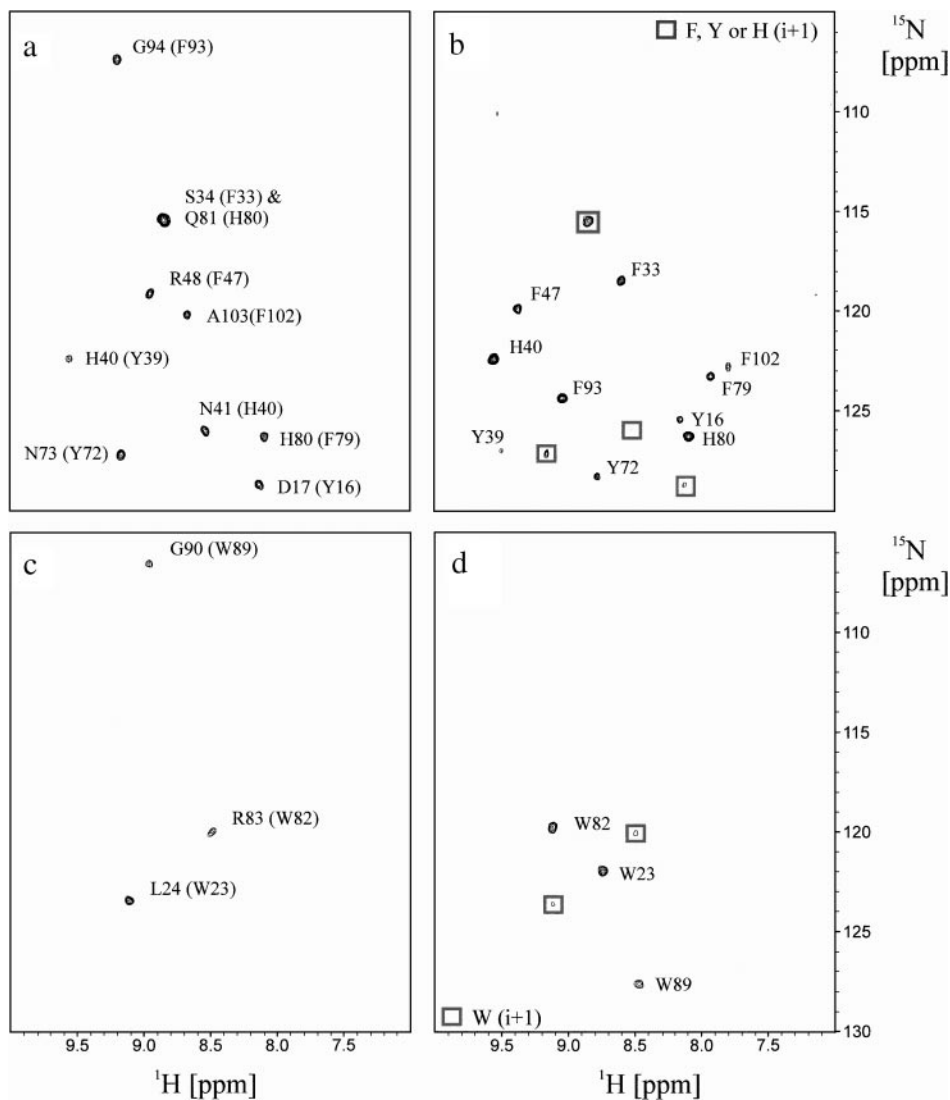 a
G94 (F93)
S34 (F33) &
Q81 (H80)
R48 (F47)
A103(F102)
H40 (Y39)
N41 (H40)
H80 (F79)
N73 (Y72)
D17 (Y16)
b
F, Y or H (i+1)
15N
[ppm]
110
115
F33
F47
120
H40
F102
F93
F79
Y16
125
Y39
H80
Y72
c
G90 (W89)
R83 (W82)
L24 (W23)
9.5 9.0 8.5 8.0 7.5
1H [ppm]
d
15N
[ppm]
110
115
W82
120
W23
125
W89
W (i+1)
130
9.5 9.0 8.5 8.0 7.5
1H [ppm]